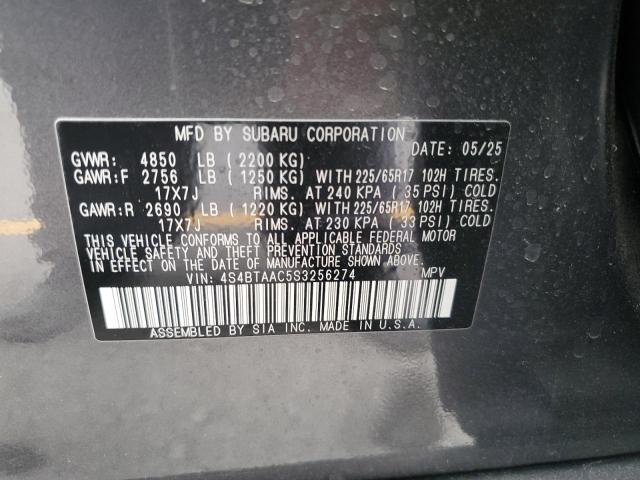 MFD BY SUBARU CORPORATION
DATE: 05/25
GVWR: 4850 LB (2200 KG)
GAWR:F 2756 LB (1250 KG) WITH 225/65R17 102H TIRES.
17X7J RIMS. AT 240 KPA (35 PSI) COLD
GAWR:R 2690 LB (1220 KG) WITH 225/65R17 102H TIRES.
17X7J RIMS. AT 230 KPA (33 PSI) COLD
THIS VEHICLE CONFORMS TO ALL APPLICABLE FEDERAL MOTOR
VEHICLE SAFETY AND THEFT PREVENTION STANDARDS
IN EFFECT ON THE DATE OF MANUFACTURE SHOWN ABOVE.
VIN: 4S4BTAAC5S3256274 MPV
ASSEMBLED BY SIA INC. MADE IN U.S.A.